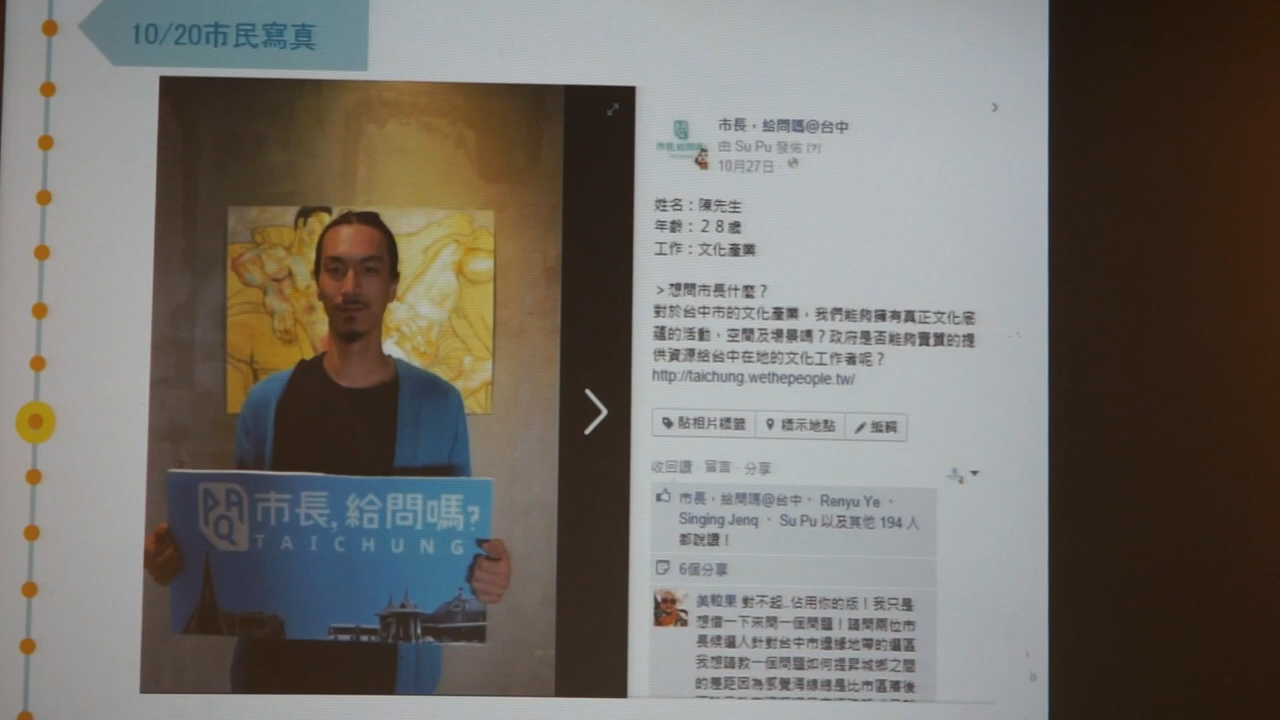 10/20市民寫真
市長，給問嗎@台中
由 Su Pu 發佈 [?]
10月27日
姓名：陳先生
年齡：２８歲
工作：文化產業
＞想問市長什麼？
對於台中市的文化產業，我們能夠擁有真正文化底
蘊的活動，空間及場景嗎？政府是否能夠實質的提
供資源給台中在地的文化工作者呢？
http://taichung.wethepeople.tw/
貼相片標籤 標示地點 編輯
收回讚 · 留言 · 分享
市長，給問嗎@台中、 Renyu Ye 、
Singing Jenq 、 Su Pu 以及其他 194 人
都說讚！
6個分享
美粒果 對不起..佔用你的版！我只是
想借一下來問一個問題！請問兩位市
長候選人針對台中市邊緣地帶的選區
我想請教一個問題如何提昇城鄉之間
的差距因為感覺海線總是比市區落後
PAQ 市長,給問嗎?
TAICHUNG